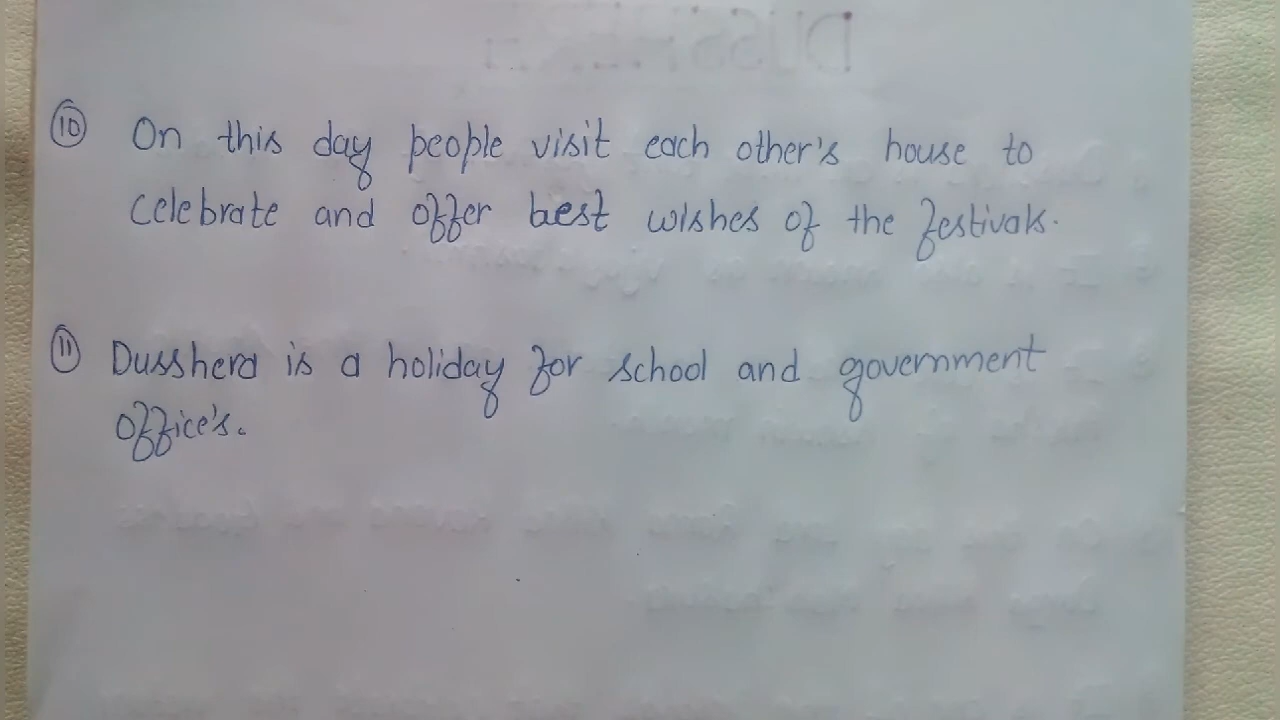 10 On this day people visit each other's house to
celebrate and offer best wishes of the festivals.
11 Dusshera is a holiday for school and government
office's.